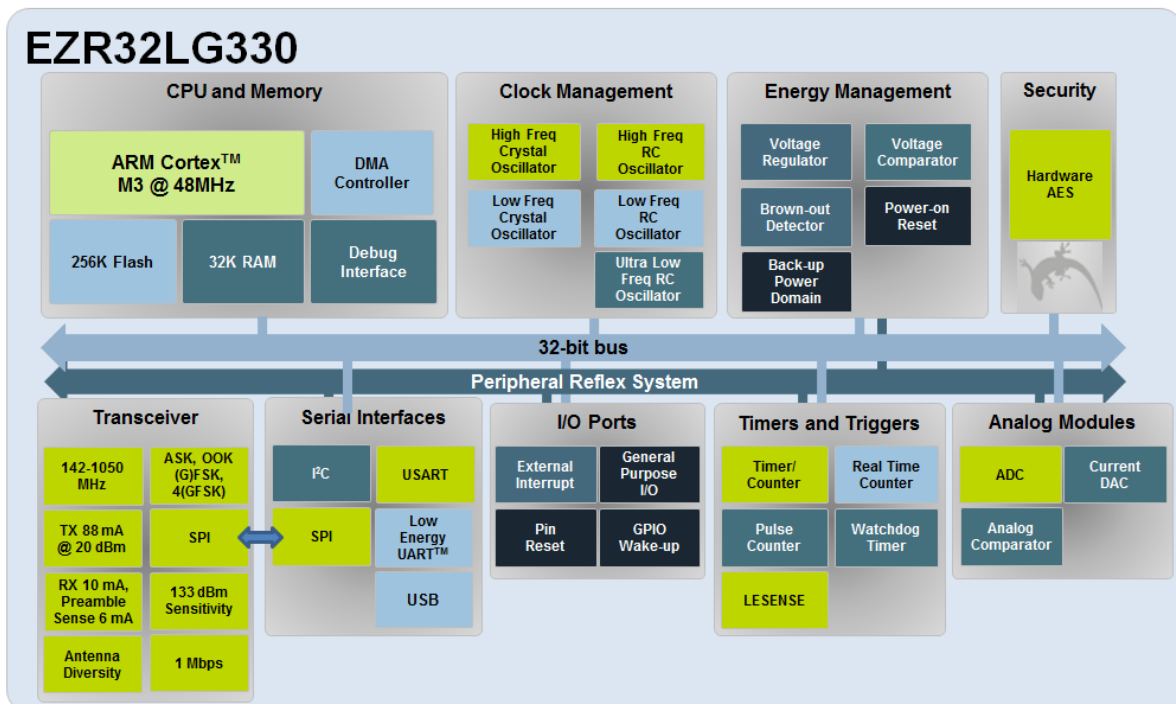 EZR32LG330
CPU and Memory
ARM Cortex™
M3 @ 48MHz
DMA
Controller
256K Flash
32K RAM
Debug
Interface
Clock Management
High Freq
Crystal
Oscillator
High Freq
RC
Oscillator
Low Freq
Crystal
Oscillator
Low Freq
RC
Oscillator
Ultra Low
Freq RC
Oscillator
Energy Management
Voltage
Regulator
Voltage
Comparator
Brown-out
Detector
Power-on
Reset
Back-up
Power
Domain
Security
Hardware
AES
32-bit bus
Peripheral Reflex System
Transceiver
142-1050
MHz
ASK, OOK
(G)FSK,
4(GFSK)
TX 88 mA
@ 20 dBm
SPI
RX 10 mA,
Preamble
Sense 6 mA
133 dBm
Sensitivity
Antenna
Diversity
1 Mbps
Serial Interfaces
I²C
USART
SPI
Low
Energy
UART™
USB
I/O Ports
External
Interrupt
General
Purpose
I/O
Pin
Reset
GPIO
Wake-up
Timers and Triggers
Timer/
Counter
Real Time
Counter
Pulse
Counter
Watchdog
Timer
LESENSE
Analog Modules
ADC
Current
DAC
Analog
Comparator